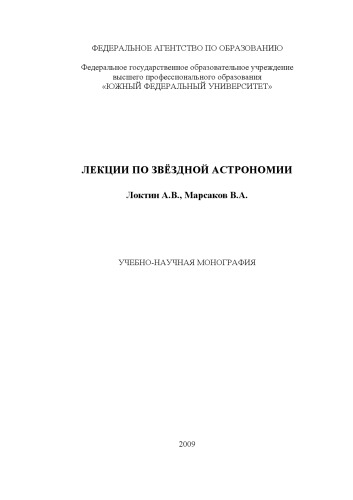 ФЕДЕРАЛЬНОЕ АГЕНТСТВО ПО ОБРАЗОВАНИЮ
Федеральное государственное образовательное учреждение
высшего профессионального образования
«ЮЖНЫЙ ФЕДЕРАЛЬНЫЙ УНИВЕРСИТЕТ»
ЛЕКЦИИ ПО ЗВЁЗДНОЙ АСТРОНОМИИ
Локтин А.В., Марсаков В.А.
УЧЕБНО-НАУЧНАЯ МОНОГРАФИЯ
2009